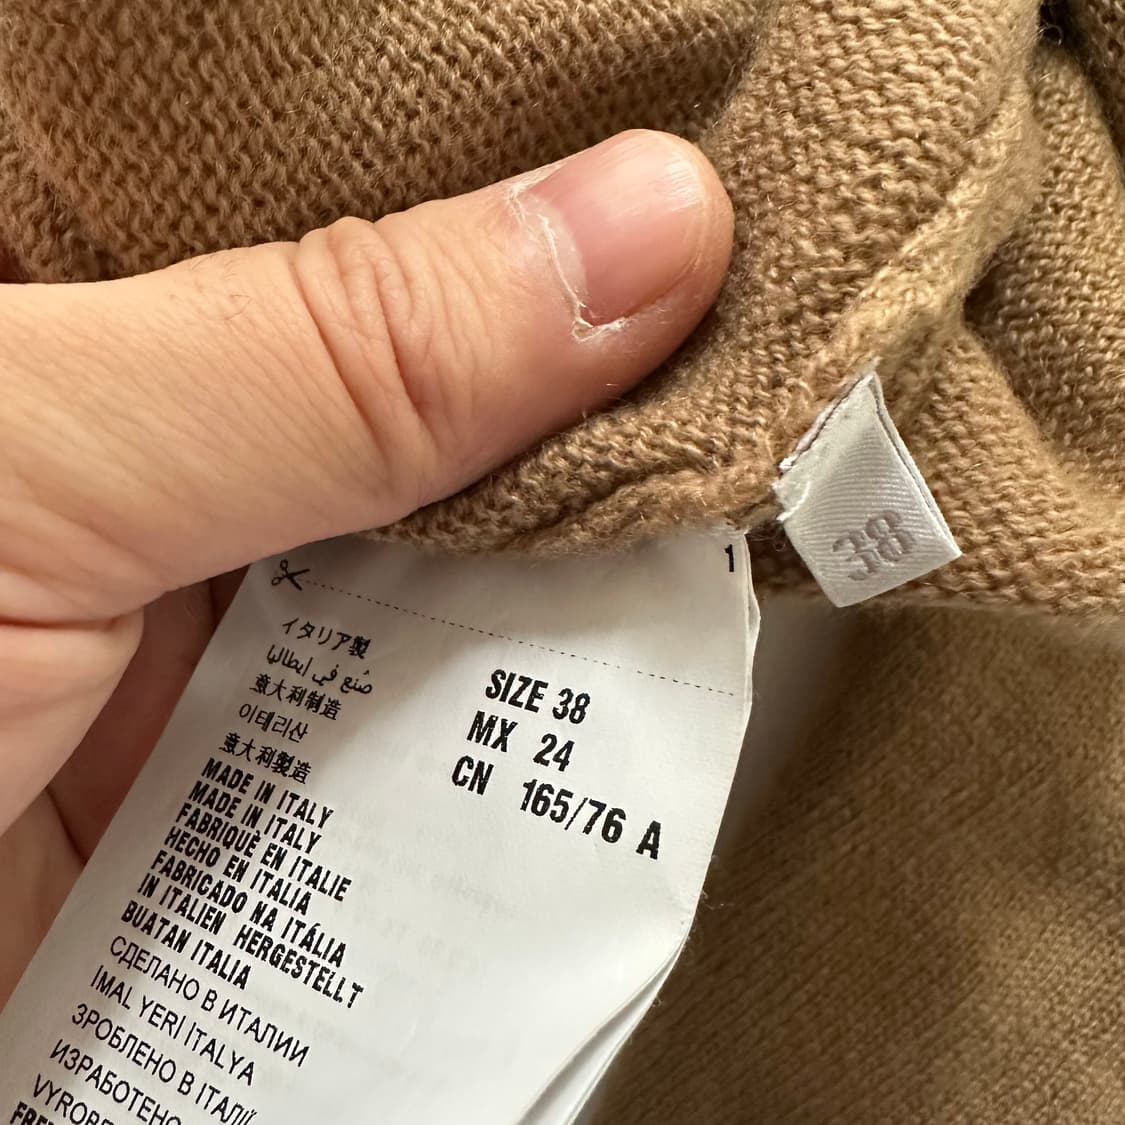 38
1
イタリア製
صُنع في إيطاليا
意大利制造
이태리산
意大利製造
MADE IN ITALY
MADE IN ITALY
FABRIQUÈ EN ITALIE
HECHO EN ITALIA
FABRICADO NA ITÁLIA
IN ITALIEN HERGESTELLT
BUATAN ITALIA
СДЕЛАНО В ИТАЛИИ
IMAL YERI ITALYA
ЗРОБЛЕНО В ІТАЛІЇ
ИЗРАБОТЕНО
SIZE 38
MX 24
CN 165/76 A